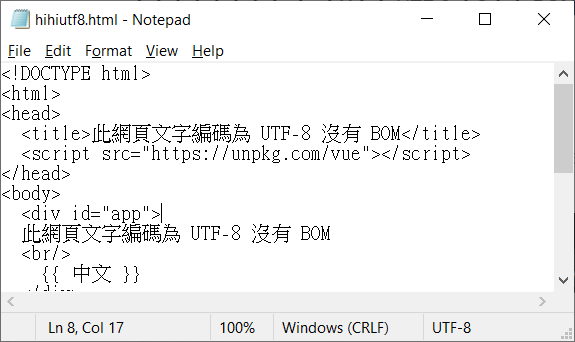 hihiutf8.html - Notepad
File Edit Format View Help
<!DOCTYPE html>
<html>
<head>
  <title>此網頁文字編碼為 UTF-8 沒有 BOM</title>
  <script src="https://unpkg.com/vue"></script>
</head>
<body>
  <div id="app">
  此網頁文字編碼為 UTF-8 沒有 BOM
  <br/>
    {{ 中文 }}
  </div>
Ln 8, Col 17 100% Windows (CRLF) UTF-8